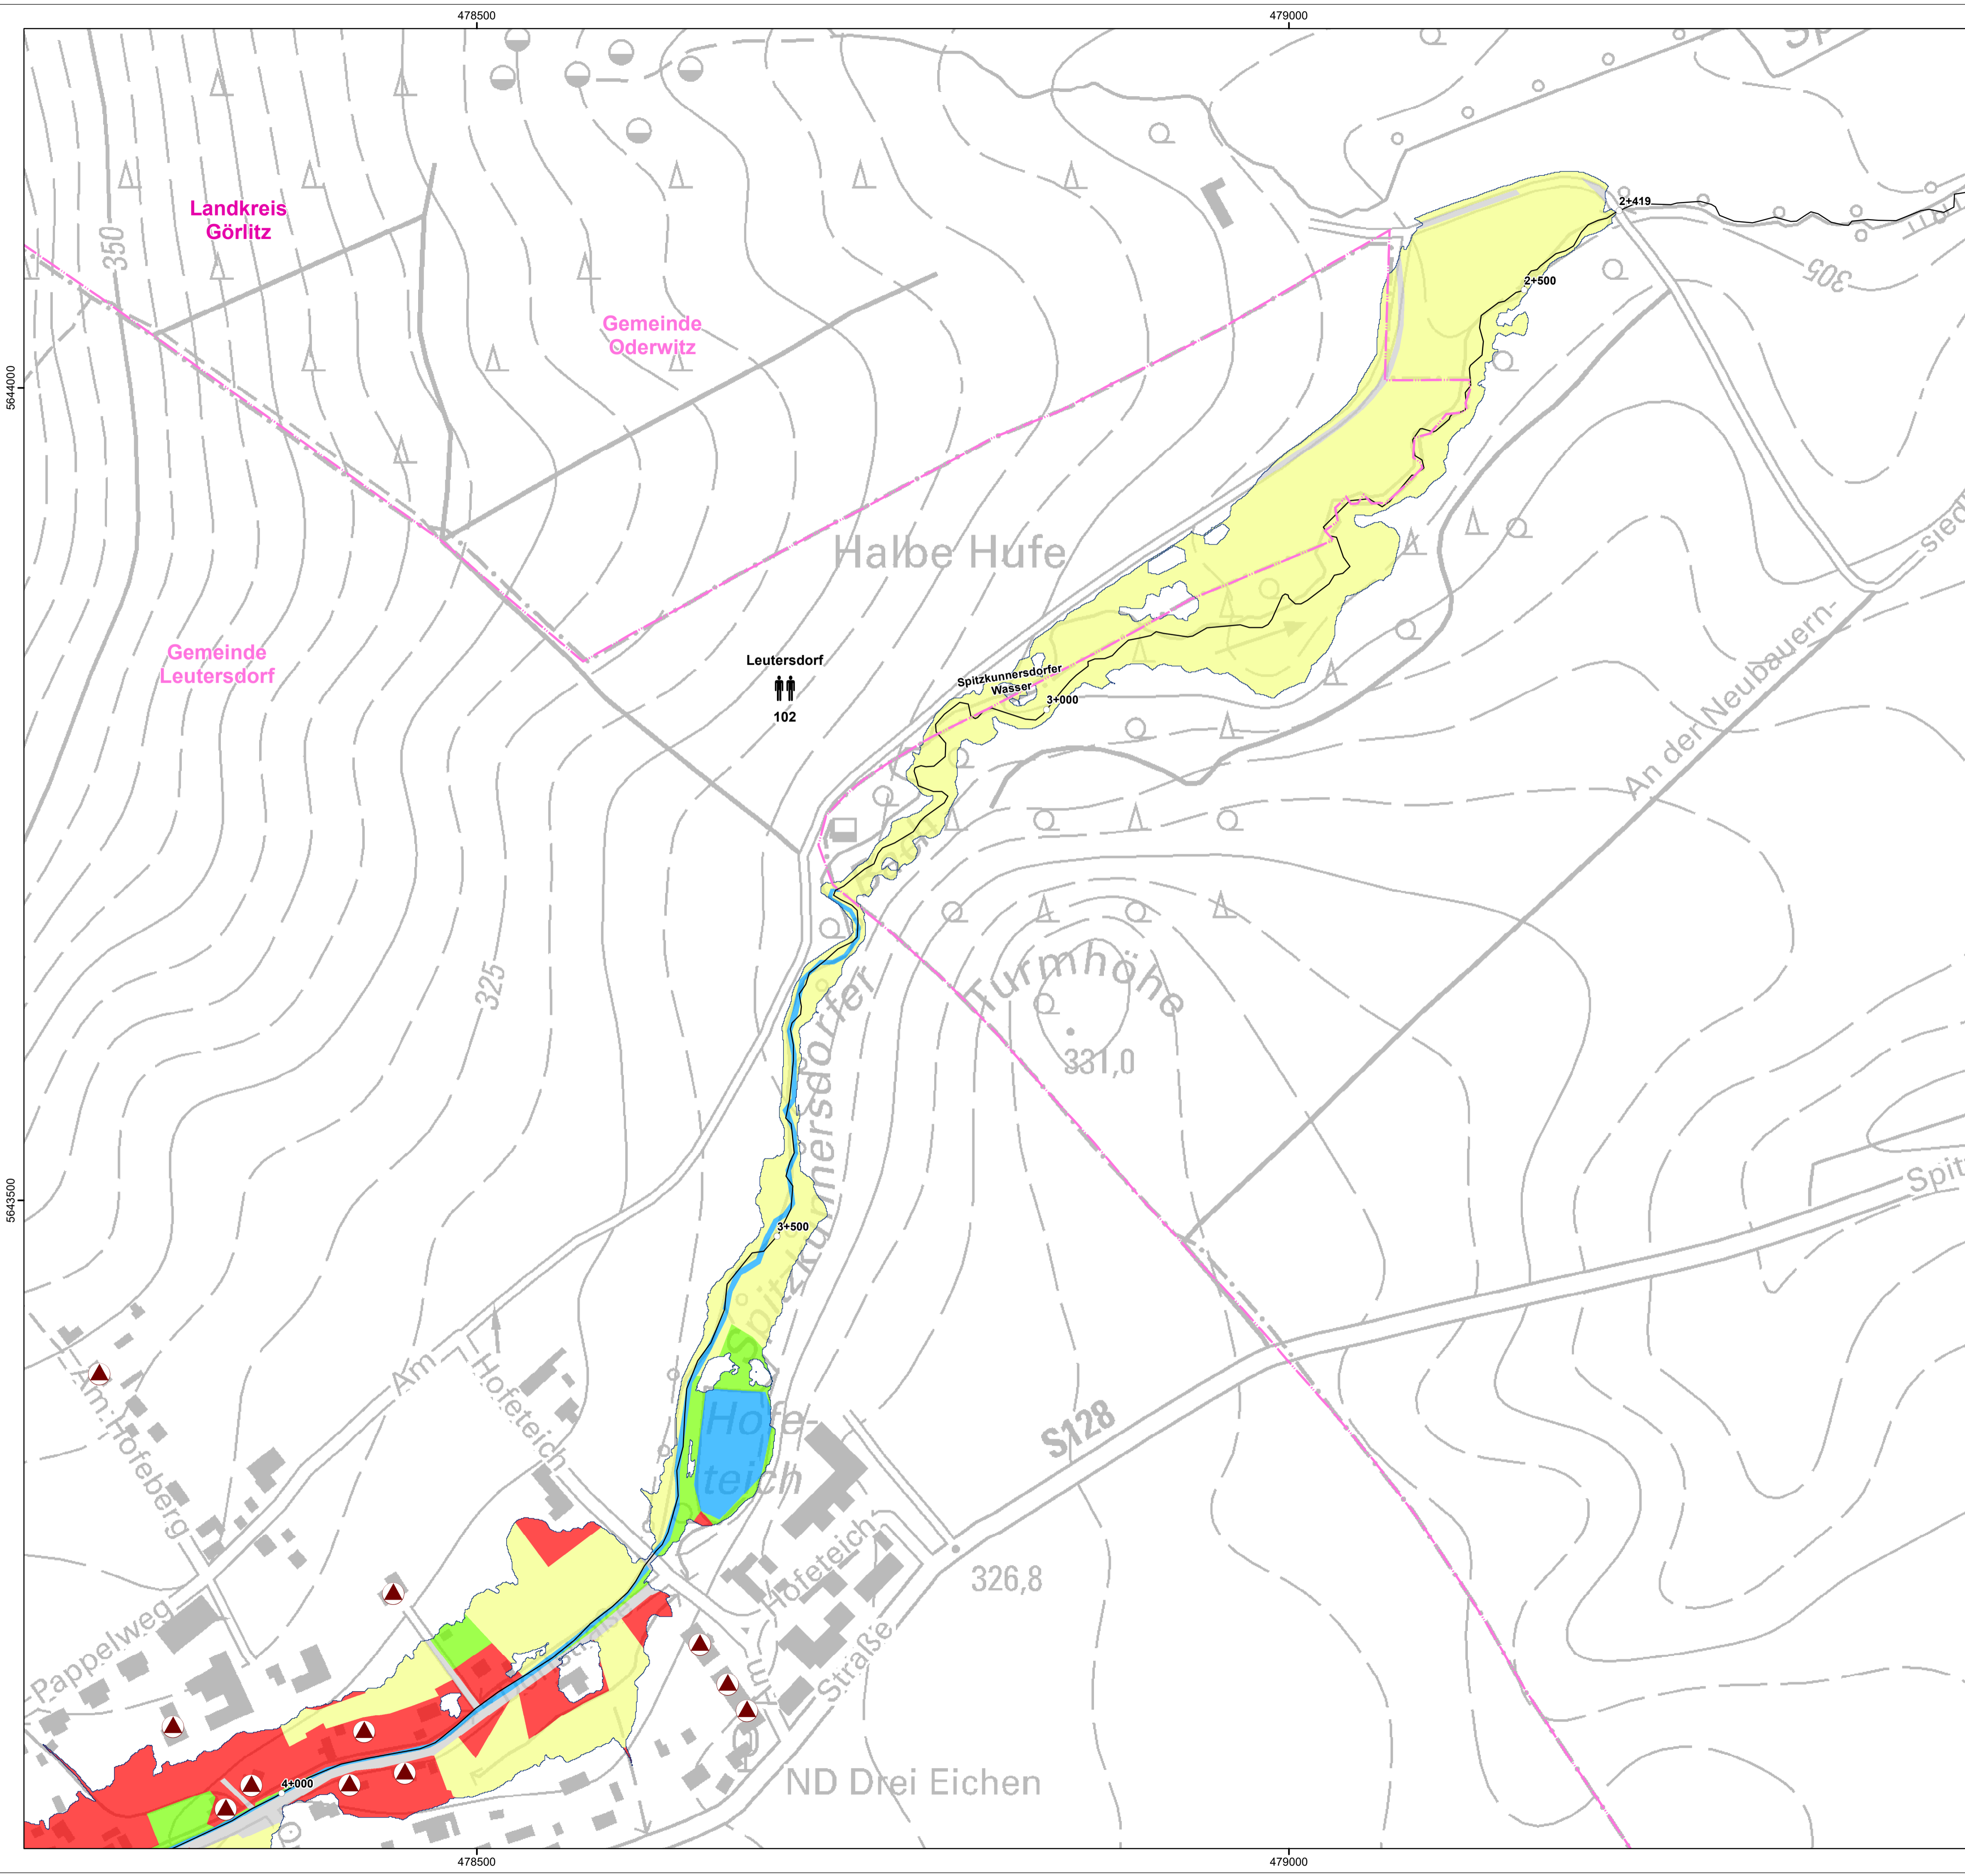 478500
479000
Landkreis
Görlitz
350
2+419
305
2+500
Gemeinde
Oderwitz
5644000
Halbe Hufe
Gemeinde
Leutersdorf
Leutersdorf
102
Spitzkunnersdorfer
Wasser
3+000
An der Neubauern-
siedl
325
Turmhöhe
331,0
Spitzkunnersdorfer
5643500
Spitz
3+500
Am
Hofeteich
Am Hofeberg
Hofe-
teich
S128
326,8
Hofeteich
Pappelweg
Am
Straße
4+000
ND Drei Eichen
478500
479000